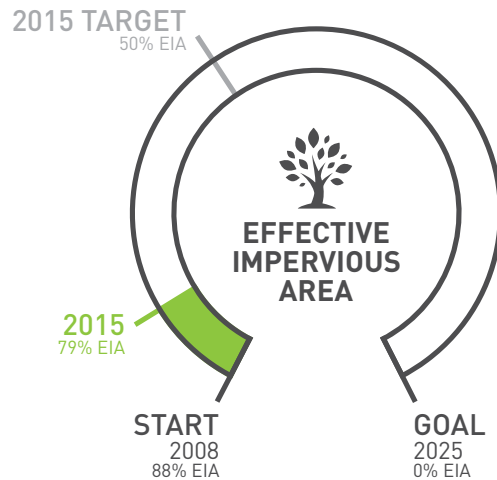 2015 TARGET
50% EIA
EFFECTIVE
IMPERVIOUS
AREA
2015
79% EIA
START
2008
88% EIA
GOAL
2025
0% EIA